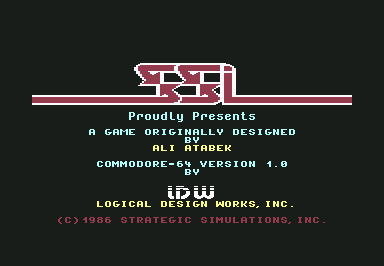 SSI
Proudly Presents
A GAME ORIGINALLY DESIGNED
BY
ALI ATABEK
COMMODORE-64 VERSION 1.0
BY
LDW
LOGICAL DESIGN WORKS, INC.
(C)1986 STRATEGIC SIMULATIONS, INC.